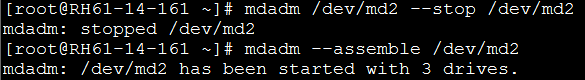 [root@RH61-14-161 ~]# mdadm /dev/md2 --stop /dev/md2
mdadm: stopped /dev/md2
[root@RH61-14-161 ~]# mdadm --assemble /dev/md2
mdadm: /dev/md2 has been started with 3 drives.